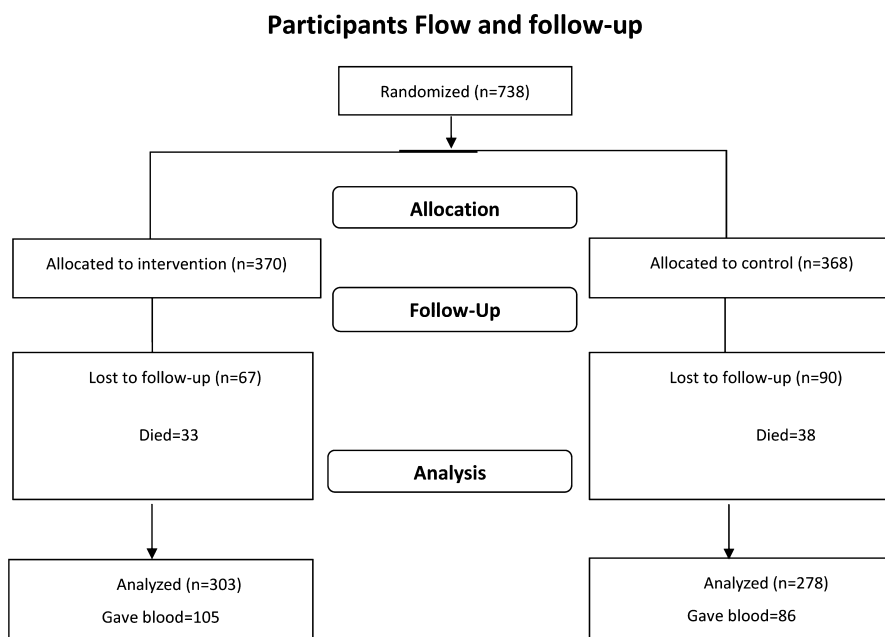 Participants Flow and follow-up
Randomized (n=738)
Allocation
Allocated to intervention (n=370)
Allocated to control (n=368)
Follow-Up
Lost to follow-up (n=67)
Died=33
Lost to follow-up (n=90)
Died=38
Analysis
Analyzed (n=303)
Gave blood=105
Analyzed (n=278)
Gave blood=86